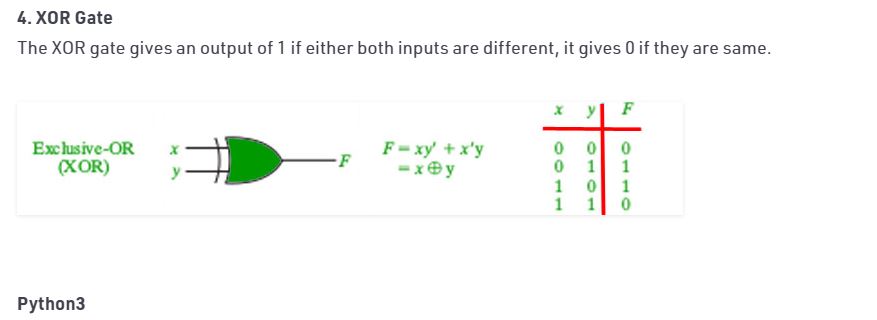 4. XOR Gate
The XOR gate gives an output of 1 if either both inputs are different, it gives 0 if they are same.
Exclusive-OR
(XOR)
x
y
F
F = xy' + x'y
= x⊕y
x y F
0 0 0
0 1 1
1 0 1
1 1 0
Python3